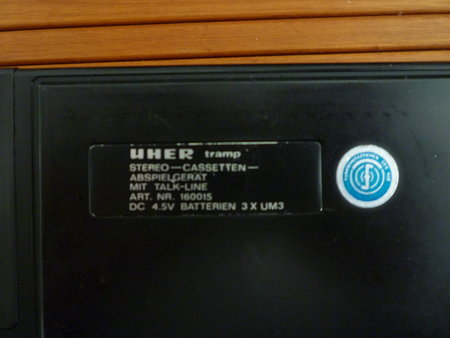 UHER tramp
STEREO-CASSETTEN-
ABSPIELGERÄT
MIT TALK-LINE
ART. NR. 160015
DC 4.5V BATTERIEN 3 X UM3